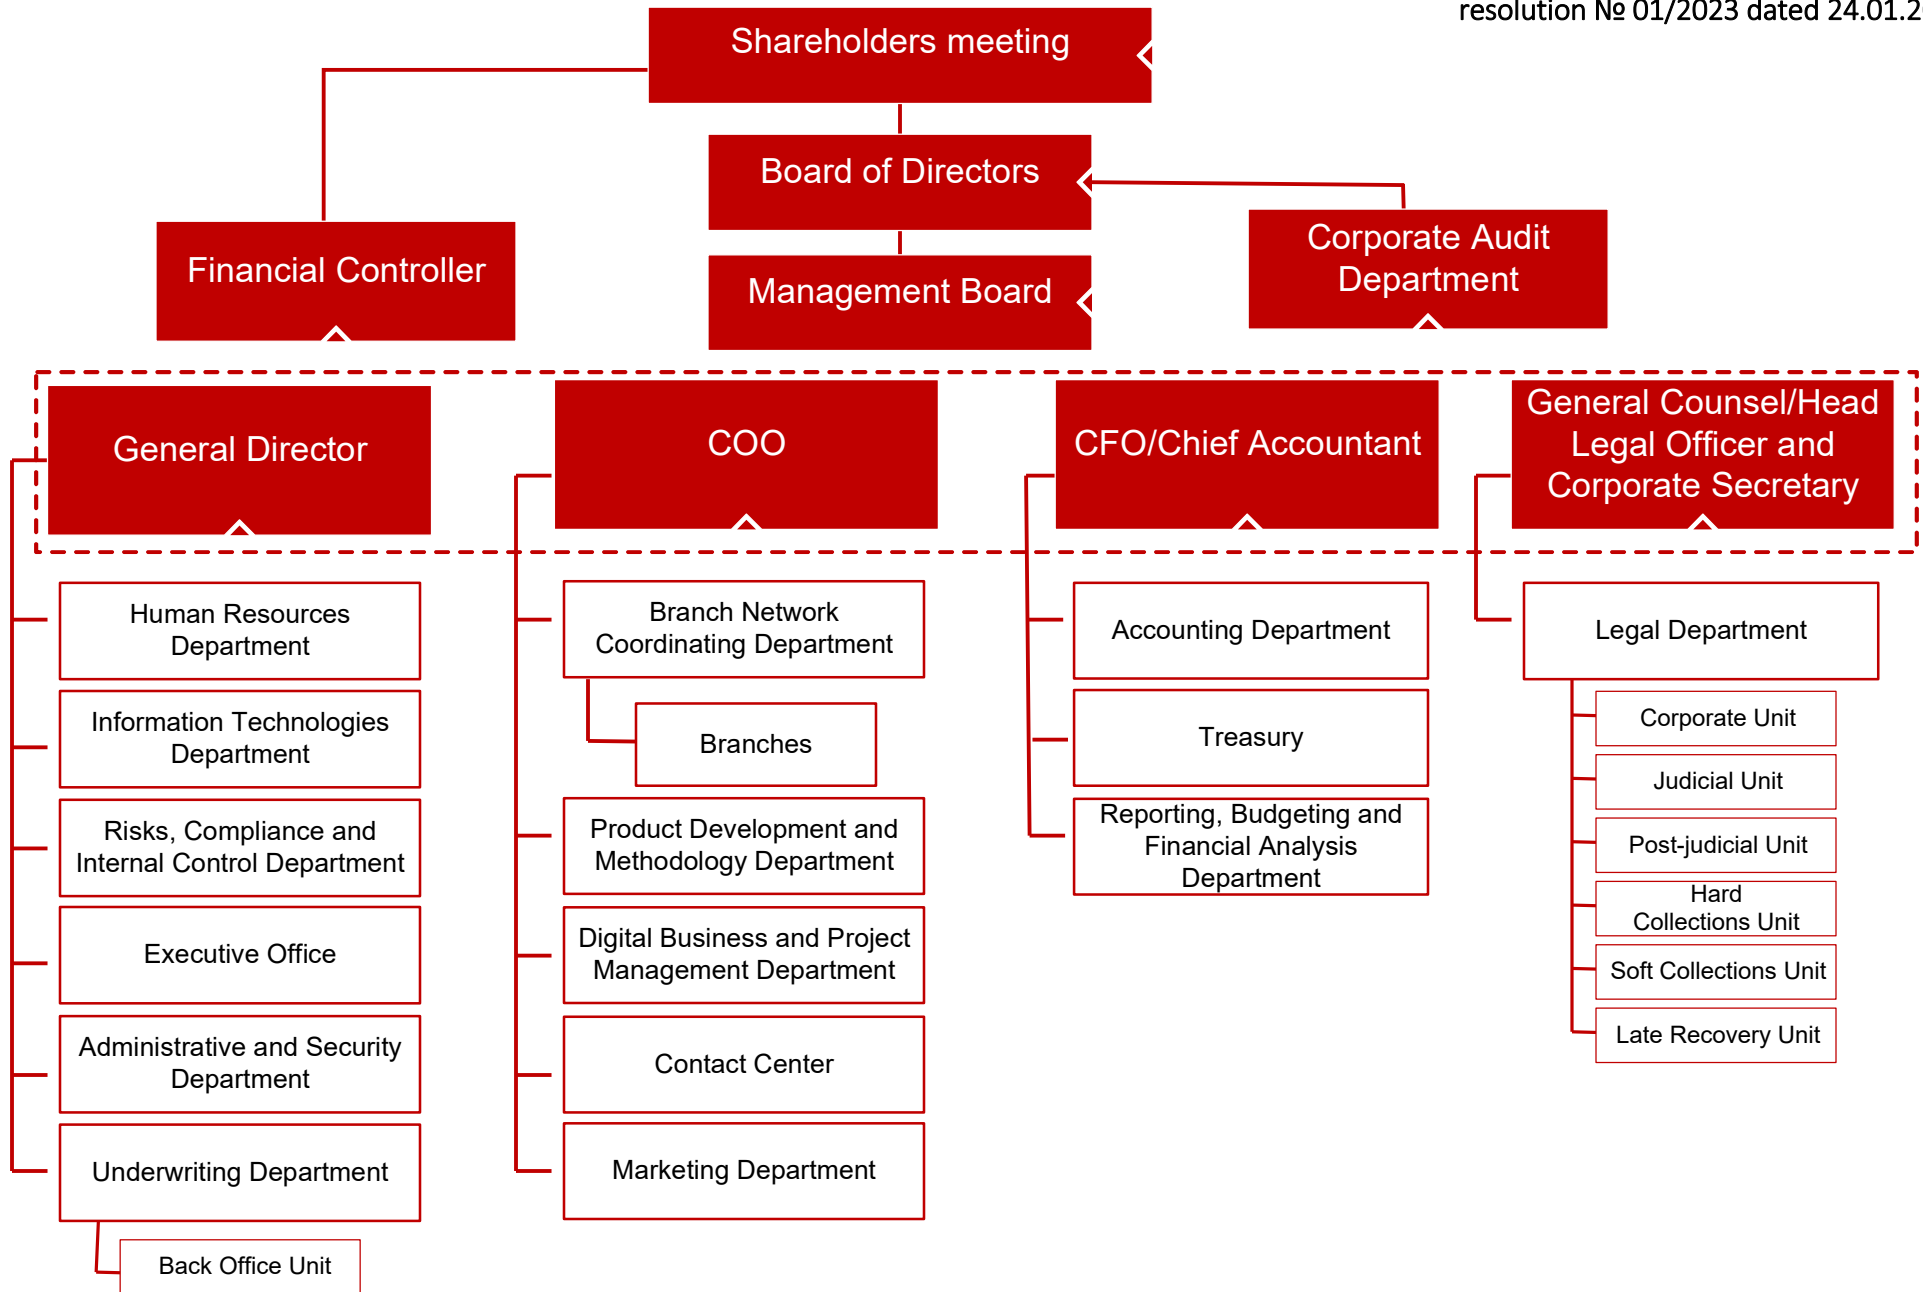 resolution № 01/2023 dated 24.01.2
Shareholders meeting
Board of Directors
Financial Controller
Management Board
Corporate Audit
Department
General Director
COO
CFO/Chief Accountant
General Counsel/Head
Legal Officer and
Corporate Secretary
Human Resources
Department
Information Technologies
Department
Risks, Compliance and
Internal Control Department
Executive Office
Administrative and Security
Department
Underwriting Department
Back Office Unit
Branch Network
Coordinating Department
Branches
Product Development and
Methodology Department
Digital Business and Project
Management Department
Contact Center
Marketing Department
Accounting Department
Treasury
Reporting, Budgeting and
Financial Analysis
Department
Legal Department
Corporate Unit
Judicial Unit
Post-judicial Unit
Hard
Collections Unit
Soft Collections Unit
Late Recovery Unit